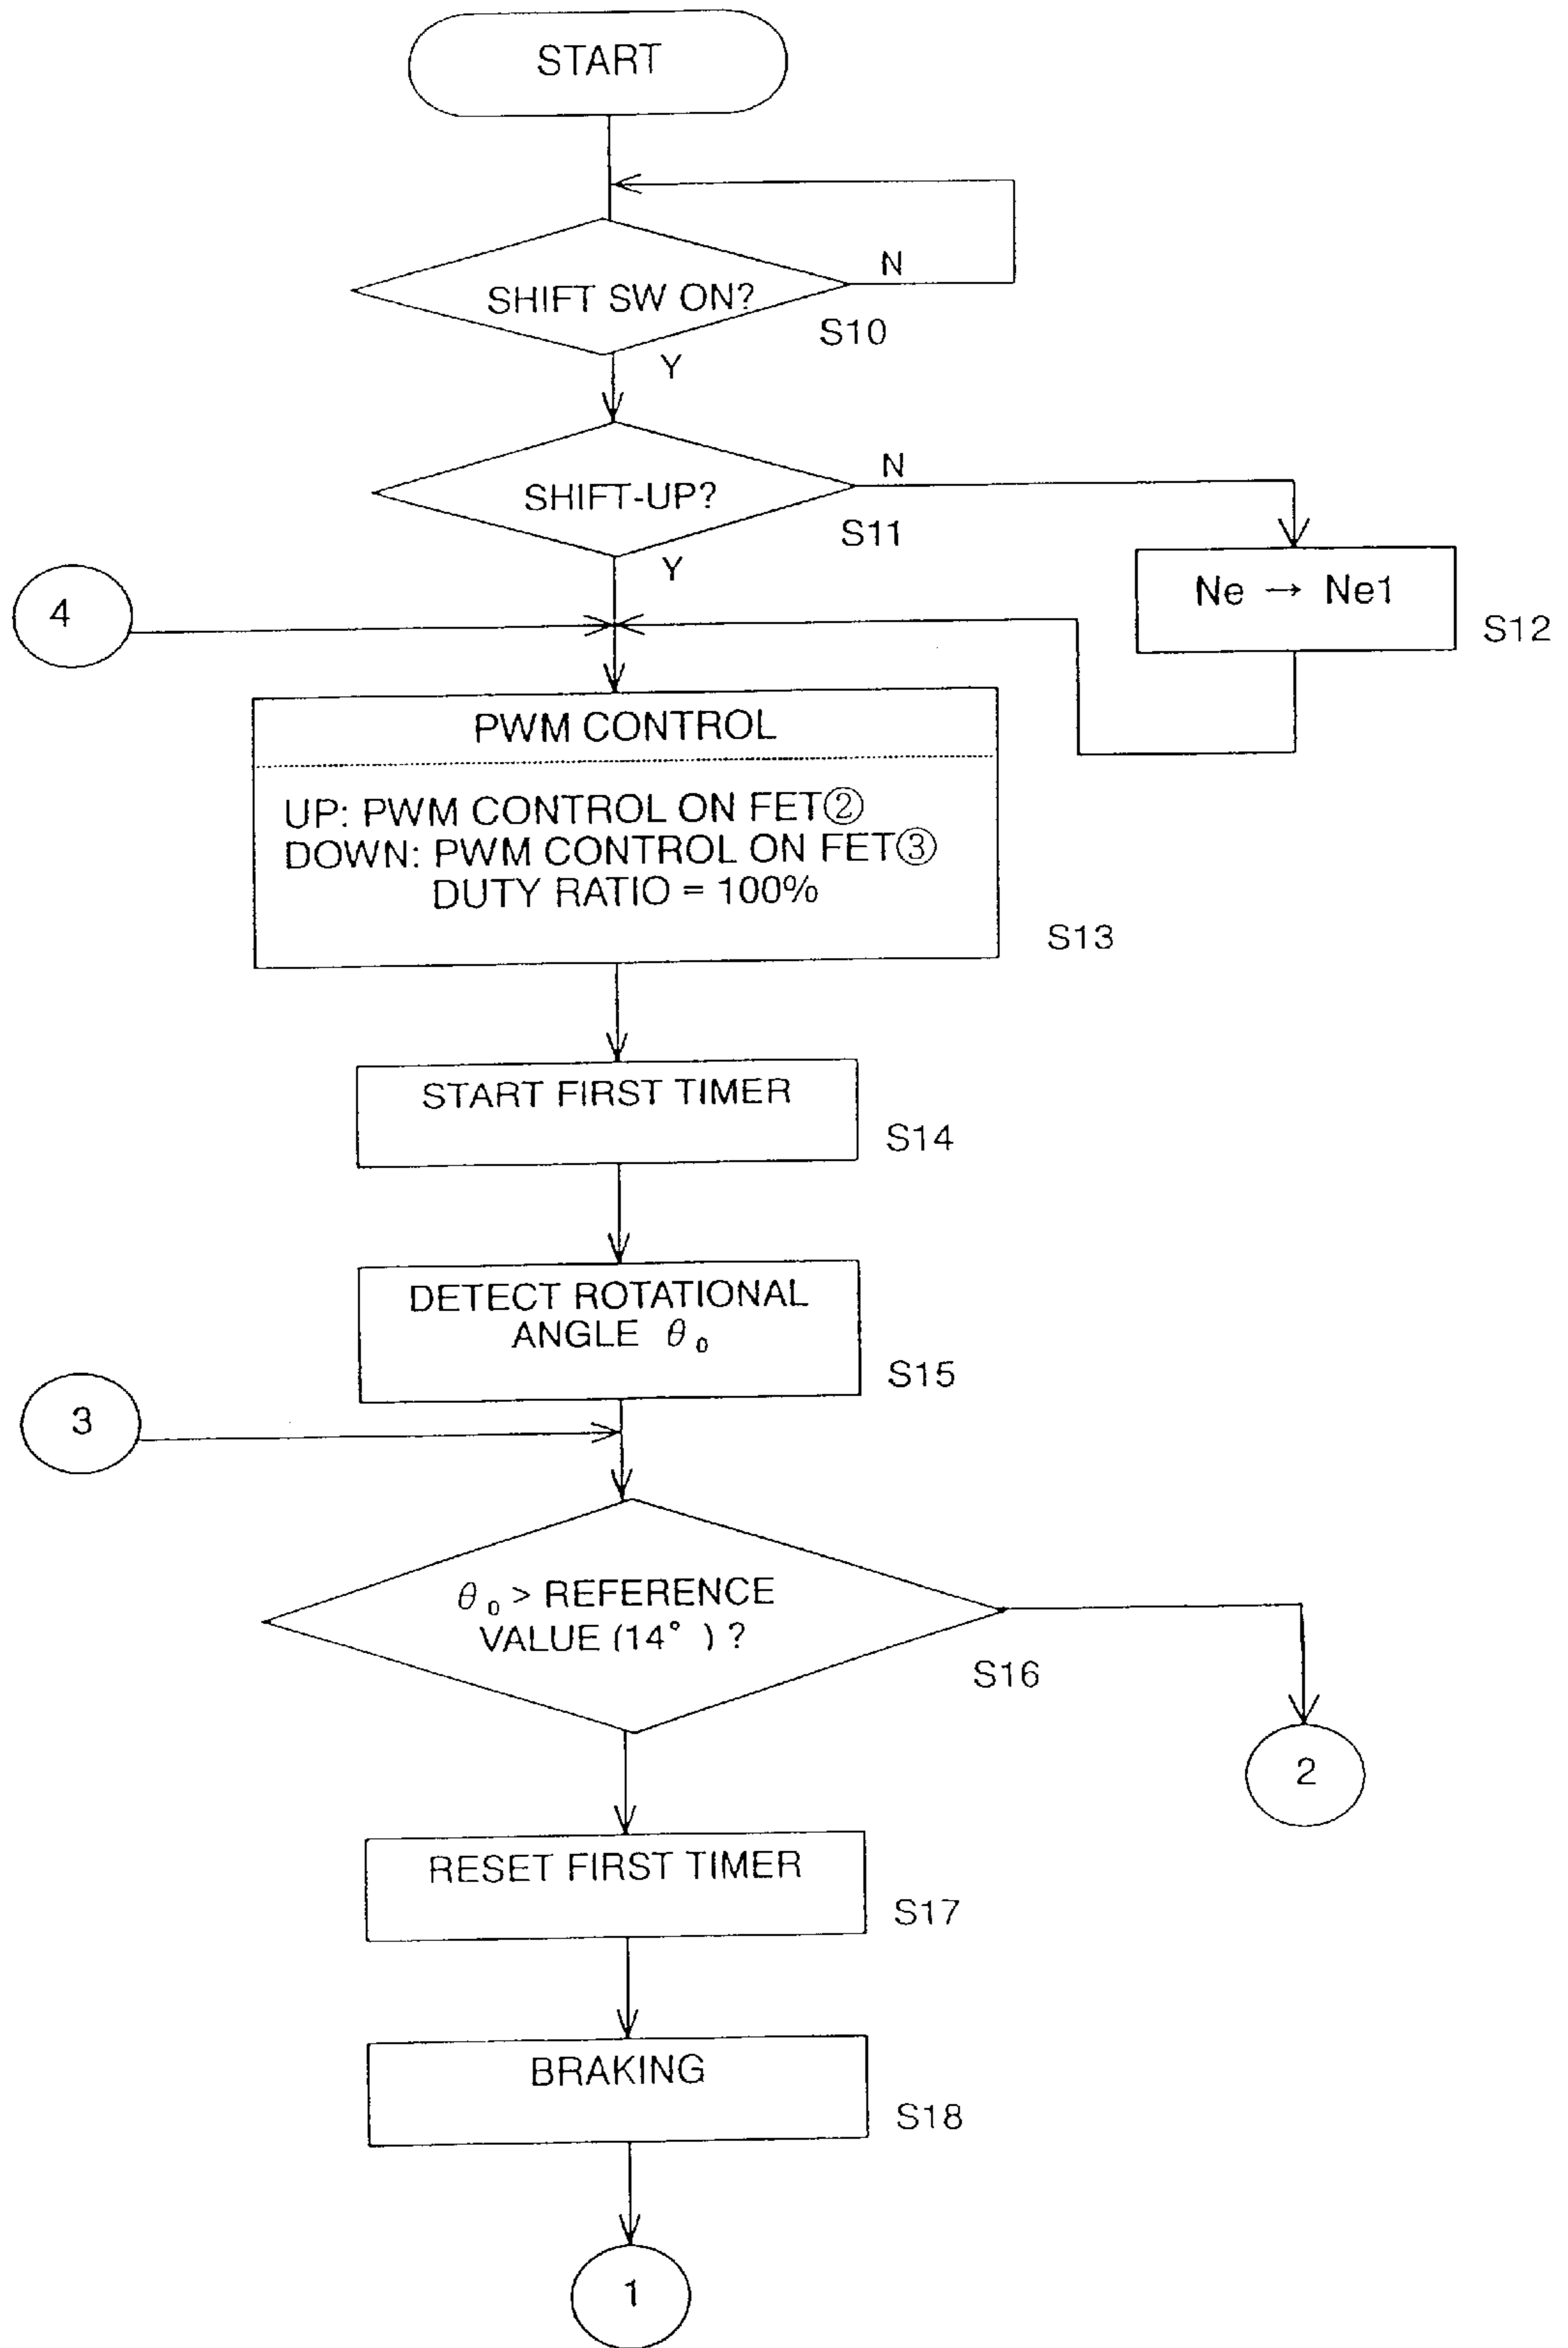 START
N
SHIFT SW ON?
S10
Y
N
SHIFT-UP?
S11
Y
Ne → Ne1
S12
4
PWM CONTROL
UP: PWM CONTROL ON FET②
DOWN: PWM CONTROL ON FET③
DUTY RATIO = 100%
S13
START FIRST TIMER
S14
DETECT ROTATIONAL
ANGLE θ₀
S15
3
θ₀ > REFERENCE
VALUE (14° ) ?
S16
2
RESET FIRST TIMER
S17
BRAKING
S18
1